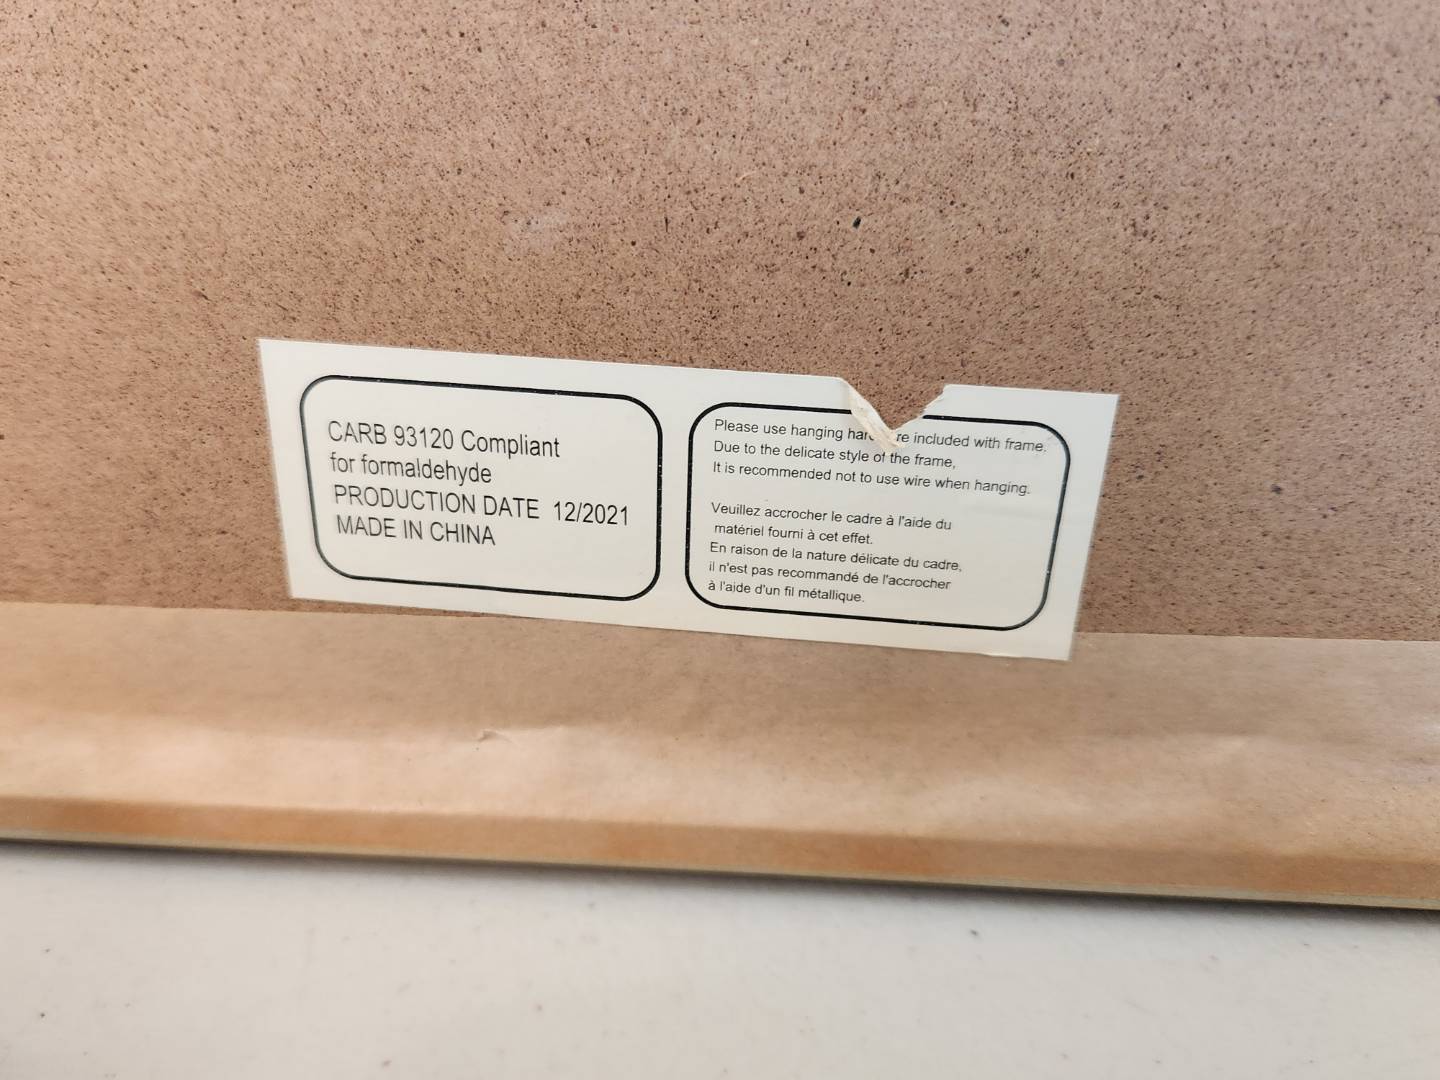 CARB 93120 Compliant
for formaldehyde
PRODUCTION DATE 12/2021
MADE IN CHINA
Please use hanging har re included with frame.
Due to the delicate style of the frame,
It is recommended not to use wire when hanging.
Veuillez accrocher le cadre à l'aide du
matériel fourni à cet effet.
En raison de la nature délicate du cadre,
il n'est pas recommandé de l'accrocher
à l'aide d'un fil métallique.